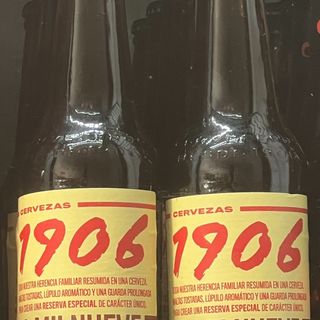 CERVEZAS
1906
NUESTRA HERENCIA FAMILIAR RESUMIDA EN UNA CERVEZA.
MALTAS TOSTADAS, LÚPULO AROMÁTICO Y UNA GUARDA PROLONGADA
PARA CREAR UNA RESERVA ESPECIAL DE CARÁCTER ÚNICO.
MIL NUEVE
CERVEZAS
1906
NUESTRA HERENCIA FAMILIAR RESUMIDA EN UNA CERVEZA.
MALTAS TOSTADAS, LÚPULO AROMÁTICO Y UNA GUARDA PROLONGADA
PARA CREAR UNA RESERVA ESPECIAL DE CARÁCTER ÚNICO.